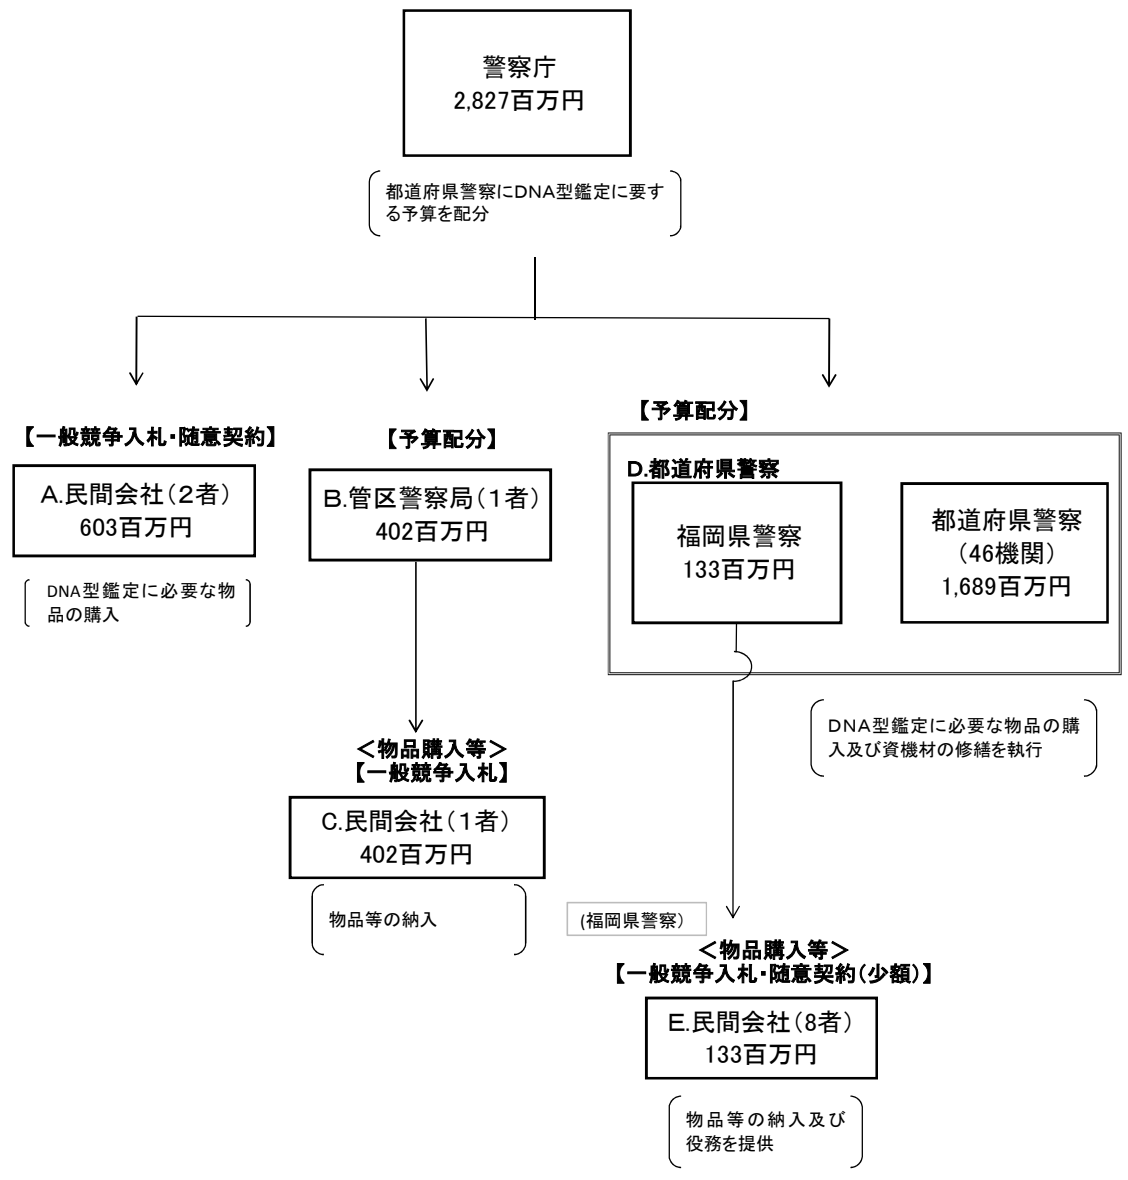 警察庁
2,827百万円
都道府県警察にDNA型鑑定に要す
る予算を配分
【一般競争入札・随意契約】
A.民間会社（２者）
603百万円
DNA型鑑定に必要な物
品の購入
【予算配分】
B.管区警察局（１者）
402百万円
＜物品購入等＞
【一般競争入札】
C.民間会社（１者）
402百万円
物品等の納入
【予算配分】
D.都道府県警察
福岡県警察
133百万円
都道府県警察
（46機関）
1,689百万円
DNA型鑑定に必要な物品の購
入及び資機材の修繕を執行
(福岡県警察）
＜物品購入等＞
【一般競争入札・随意契約（少額）】
E.民間会社（8者）
133百万円
物品等の納入及び
役務を提供